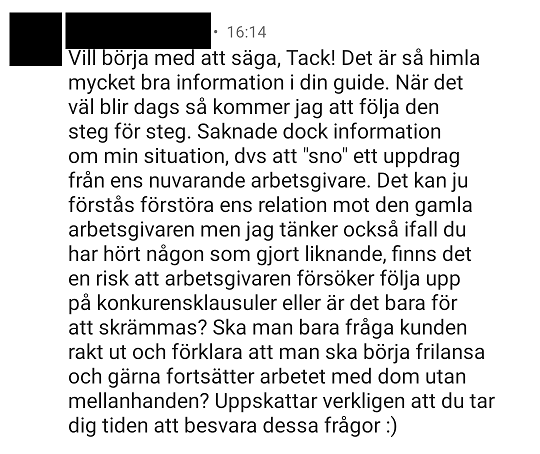 • 16:14
Vill börja med att säga, Tack! Det är så himla
mycket bra information i din guide. När det
väl blir dags så kommer jag att följa den
steg för steg. Saknade dock information
om min situation, dvs att "sno" ett uppdrag
från ens nuvarande arbetsgivare. Det kan ju
förstås förstöra ens relation mot den gamla
arbetsgivaren men jag tänker också ifall du
har hört någon som gjort liknande, finns det
en risk att arbetsgivaren försöker följa upp
på konkurensklausuler eller är det bara för
att skrämmas? Ska man bara fråga kunden
rakt ut och förklara att man ska börja frilansa
och gärna fortsätter arbetet med dom utan
mellanhanden? Uppskattar verkligen att du tar
dig tiden att besvara dessa frågor :)